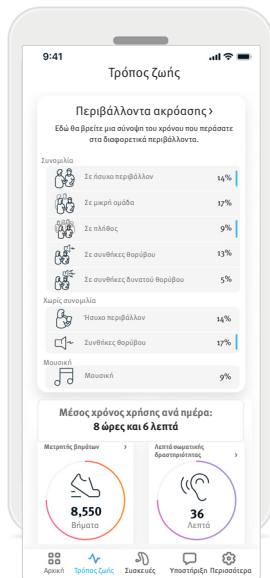 9:41
Τρόπος ζωής
Περιβάλλοντα ακρόασης ›
Εδώ θα βρείτε μια σύνοψη του χρόνου που περάσατε
στα διαφορετικά περιβάλλοντα.
Συνομιλία
Σε ήσυχο περιβάλλον 14%
Σε μικρή ομάδα 17%
Σε πλήθος 9%
Σε συνθήκες θορύβου 13%
Σε συνθήκες δυνατού θορύβου 5%
Χωρίς συνομιλία
Ήσυχο περιβάλλον 14%
Συνθήκες θορύβου 17%
Μουσική
Μουσική 9%
Μέσος χρόνος χρήσης ανά ημέρα:
8 ώρες και 6 λεπτά
Μετρητής βημάτων ›
8,550
Βήματα
Λεπτά σωματικής
δραστηριότητας ›
36
Λεπτά
Αρχική Τρόπος ζωής Συσκευές Υποστήριξη Περισσότερα